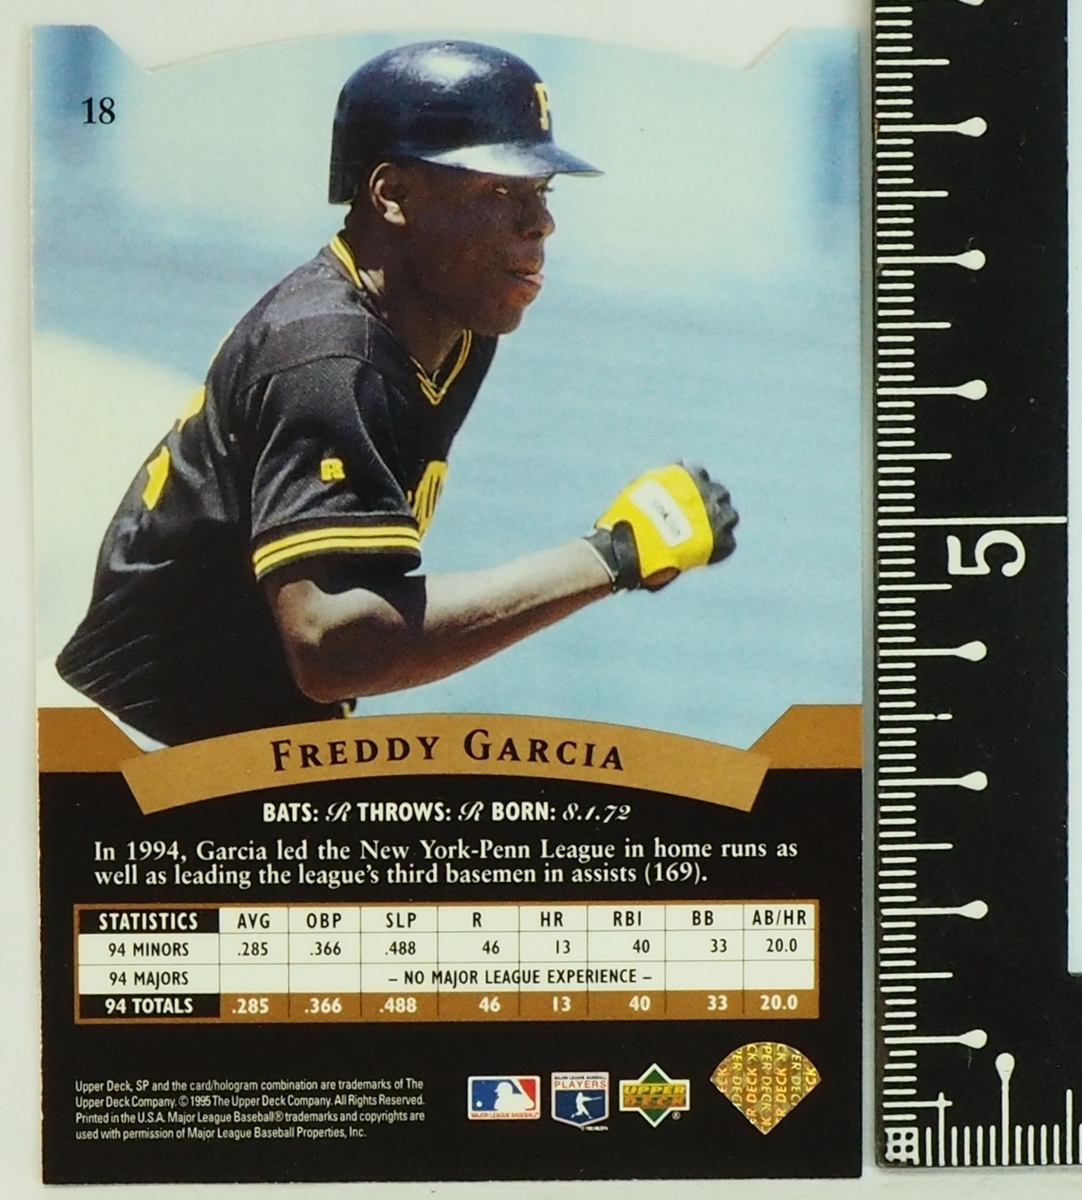 18
P
R
FREDDY GARCIA
BATS: R THROWS: R BORN: 8.1.72
In 1994, Garcia led the New York-Penn League in home runs as
well as leading the league's third basemen in assists (169).
STATISTICS AVG OBP SLP R HR RBI BB AB/HR
94 MINORS .285 .366 .488 46 13 40 33 20.0
94 MAJORS – NO MAJOR LEAGUE EXPERIENCE –
94 TOTALS .285 .366 .488 46 13 40 33 20.0
Upper Deck, SP and the card/hologram combination are trademarks of The
Upper Deck Company. © 1995 The Upper Deck Company. All Rights Reserved.
Printed in the U.S.A. Major League Baseball® trademarks and copyrights are
used with permission of Major League Baseball Properties, Inc.
MAJOR LEAGUE BASEBALL
MAJOR LEAGUE BASEBALL
PLAYERS
UPPER
DECK
®
5